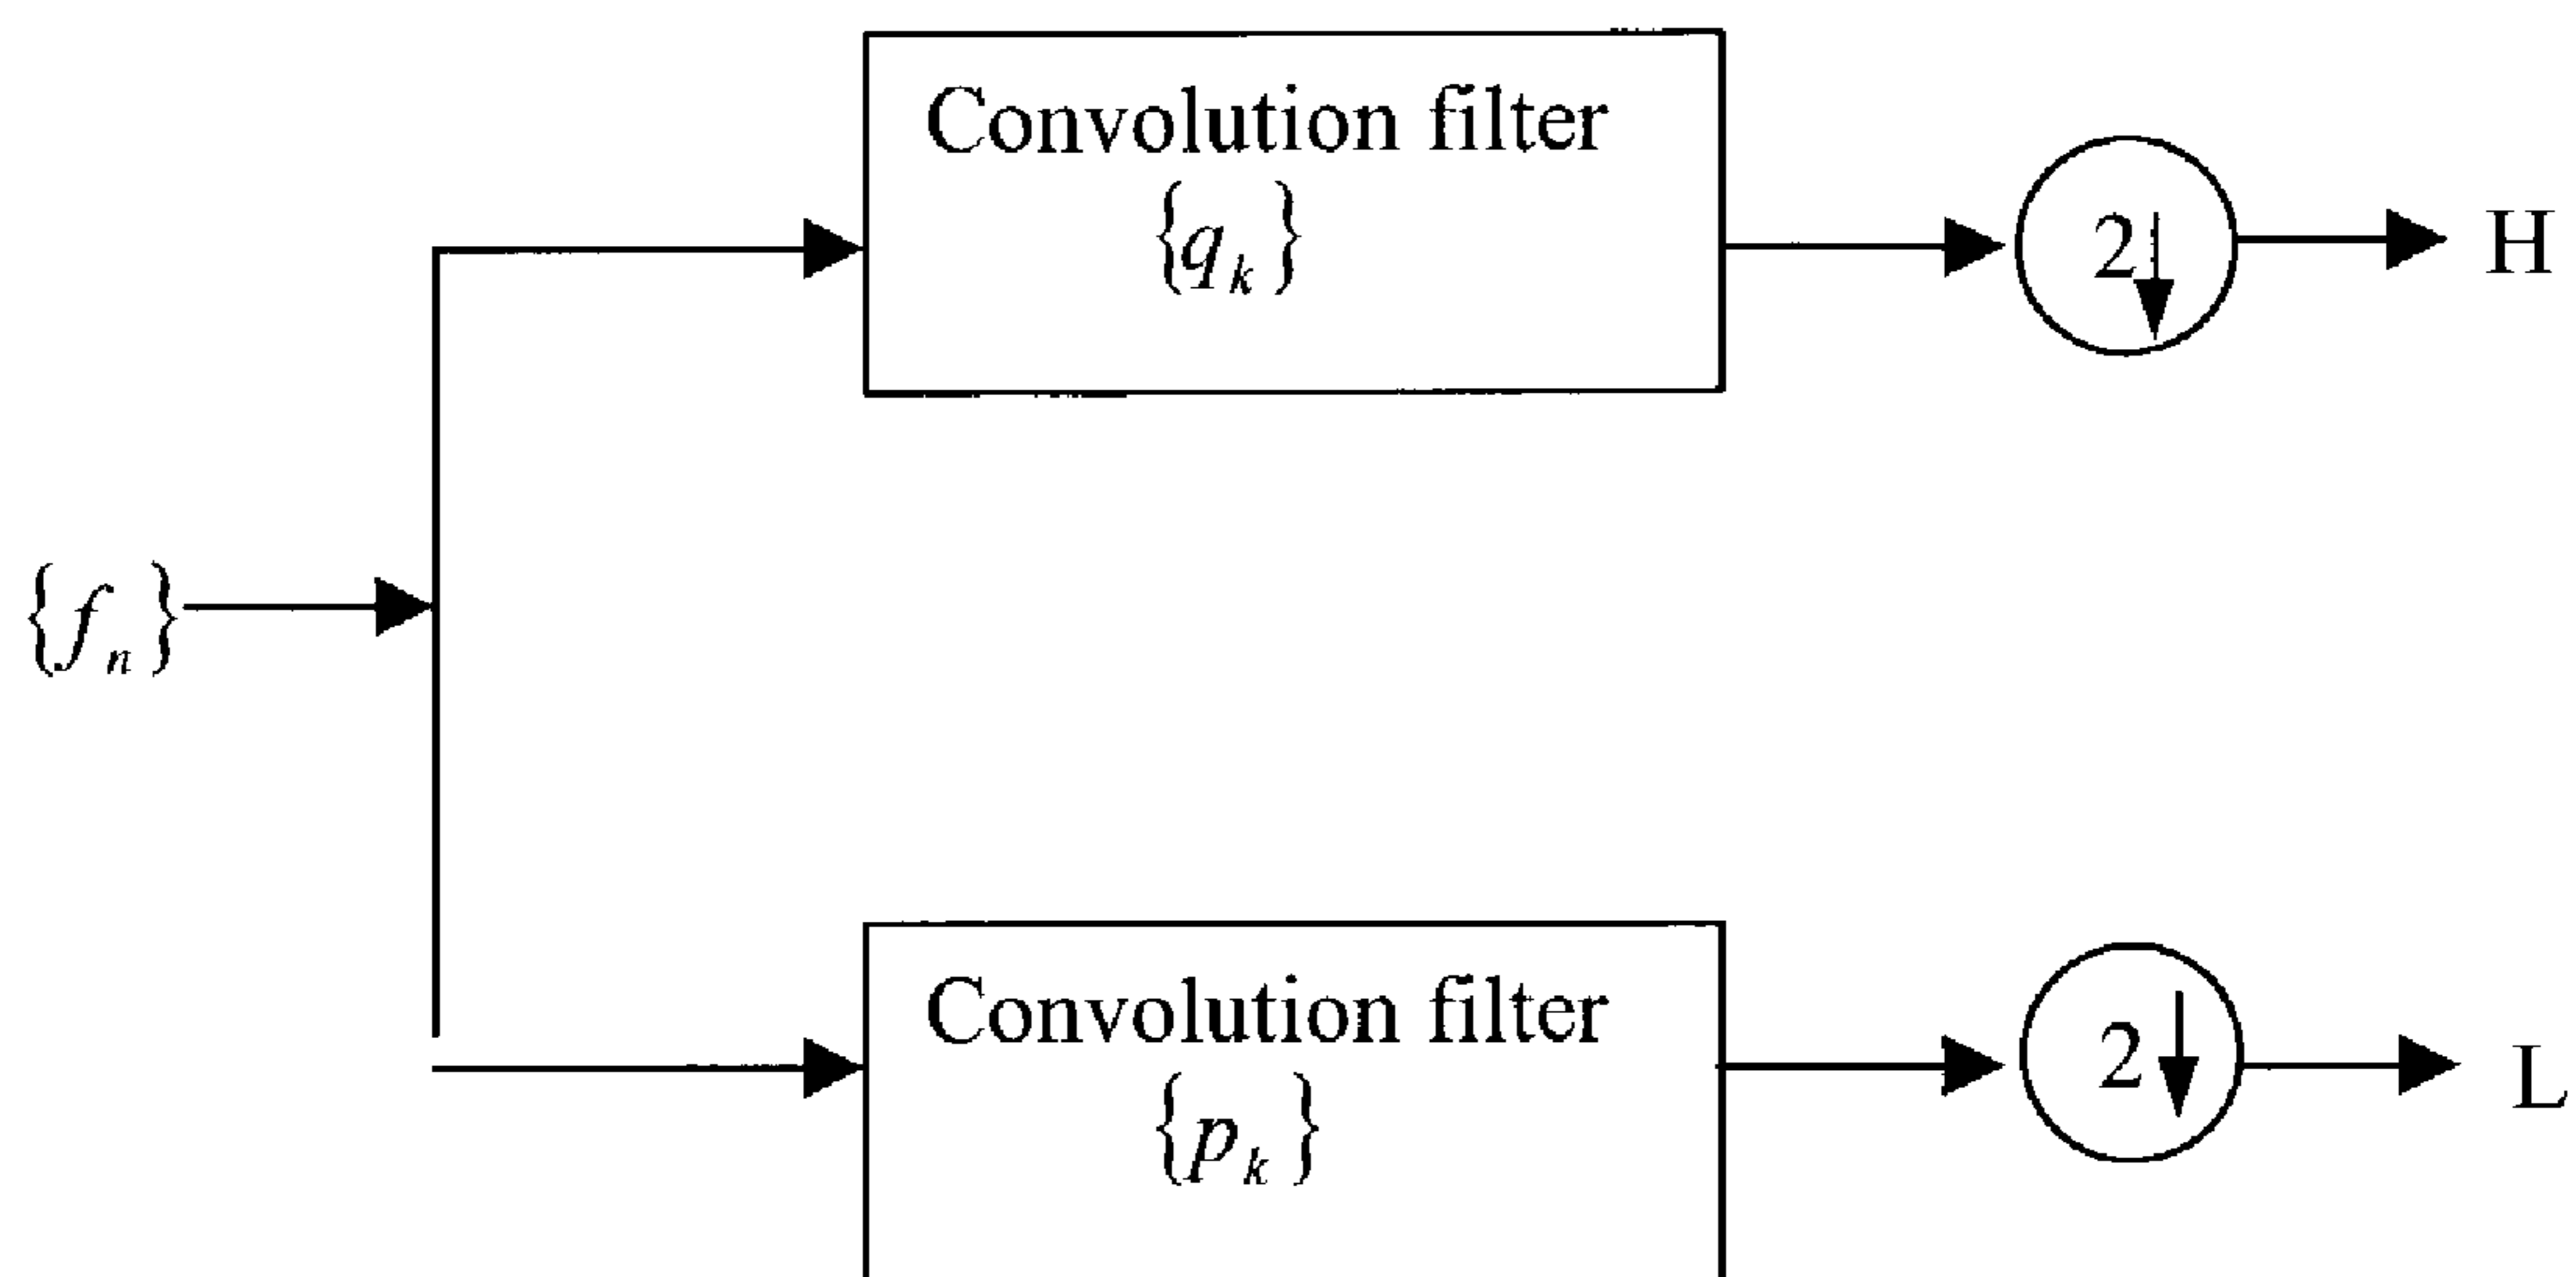 Convolution filter
{q_k}
2↓
H
{f_n}
Convolution filter
{p_k}
2↓
L